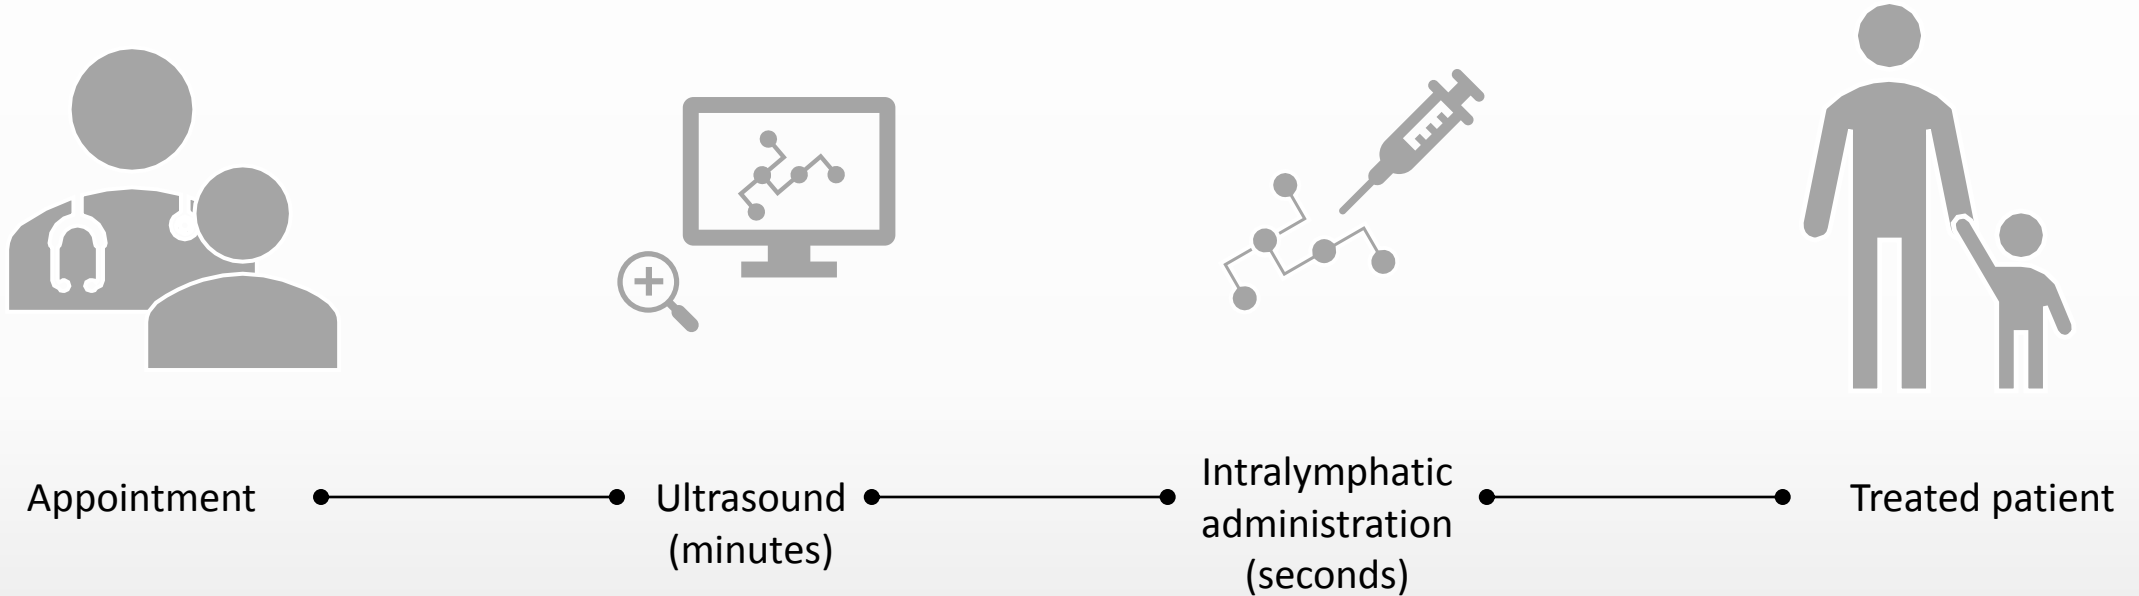 Appointment
Ultrasound
(minutes)
Intralymphatic
administration
(seconds)
Treated patient